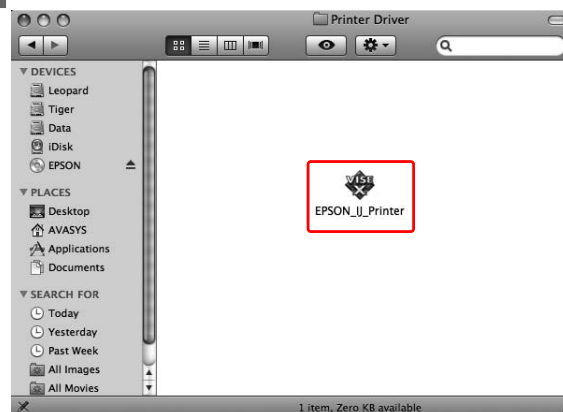 Printer Driver
DEVICES
Leopard
Tiger
Data
iDisk
EPSON
PLACES
Desktop
AVASYS
Applications
Documents
SEARCH FOR
Today
Yesterday
Past Week
All Images
All Movies
VISE
X
EPSON_IJ_Printer
1 item, Zero KB available